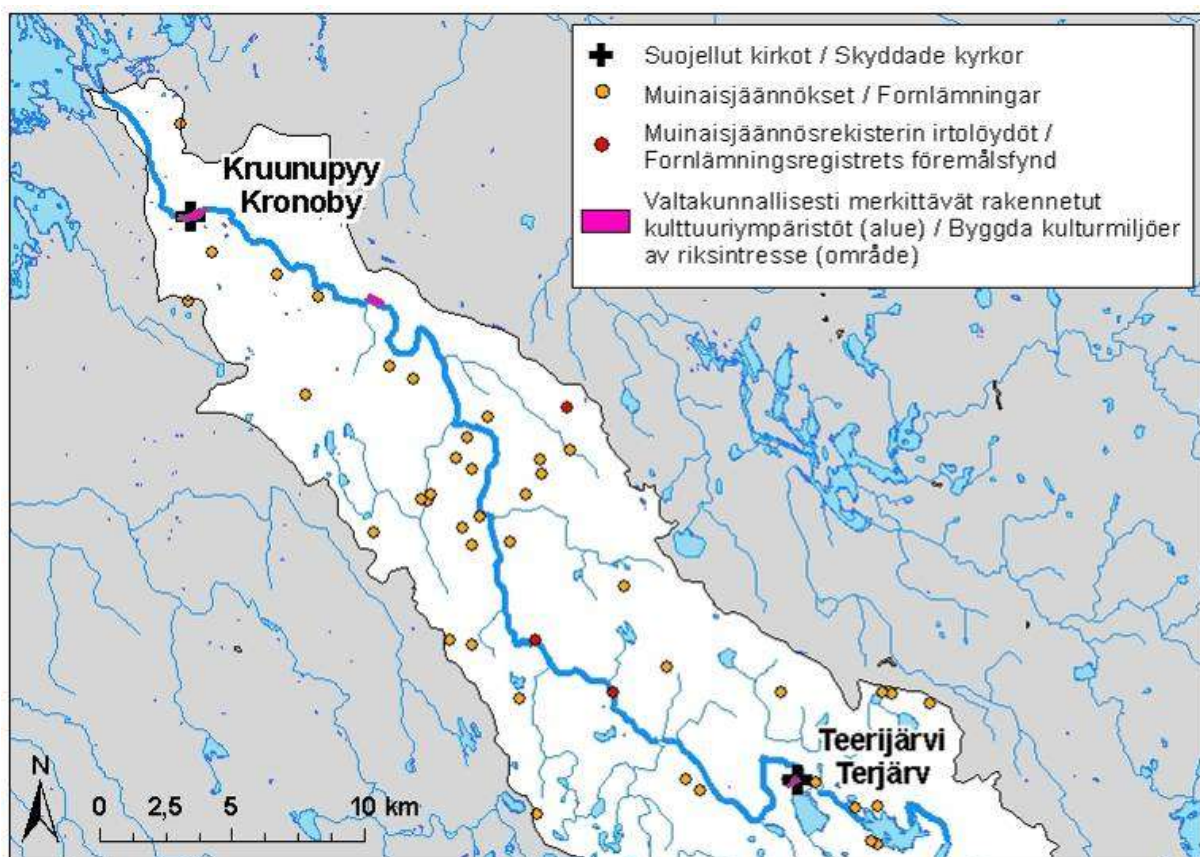 Suojellut kirkot / Skyddade kyrkor
Muinaisjäännökset / Fornlämningar
Muinaisjäännösrekisterin irtolöydöt /
Fornlämningsregistrets föremålsfynd
Valtakunnallisesti merkittävät rakennetut
kulttuuriympäristöt (alue) / Byggda kulturmiljöer
av riksintresse (område)
Kruunupyy
Kronoby
Teerijärvi
Terjärv
N
0 2,5 5 10 km